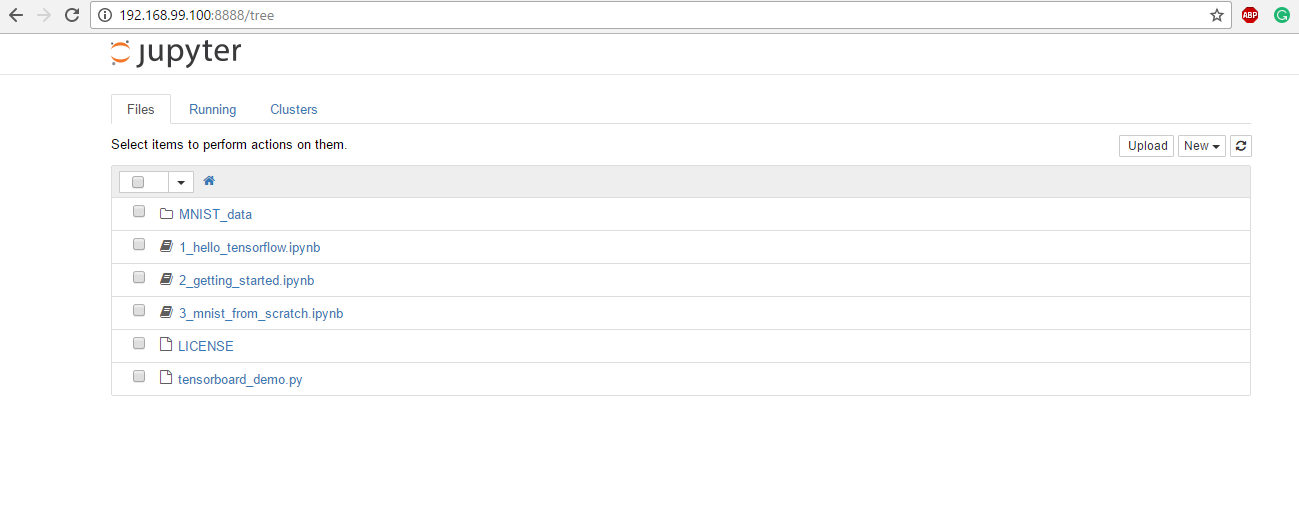 192.168.99.100:8888/tree
ABP
G
jupyter
Files Running Clusters
Select items to perform actions on them.
Upload New
MNIST_data
1_hello_tensorflow.ipynb
2_getting_started.ipynb
3_mnist_from_scratch.ipynb
LICENSE
tensorboard_demo.py